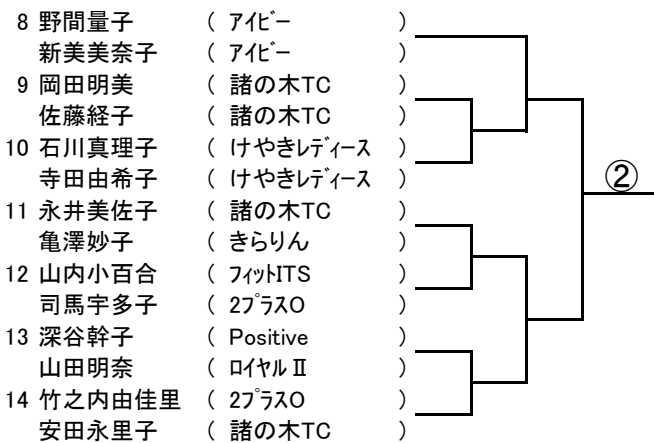 8 野間量子 ( ｱｲﾋﾞｰ )
新美美奈子 ( ｱｲﾋﾞｰ )
9 岡田明美 ( 諸の木TC )
佐藤経子 ( 諸の木TC )
10 石川真理子 ( けやきﾚﾃﾞｨｰｽ )
寺田由希子 ( けやきﾚﾃﾞｨｰｽ )
②
11 永井美佐子 ( 諸の木TC )
亀澤妙子 ( きらりん )
12 山内小百合 ( ﾌｨｯﾄITS )
司馬宇多子 ( 2ﾌﾟﾗｽO )
13 深谷幹子 ( Positive )
山田明奈 ( ﾛｲﾔﾙⅡ )
14 竹之内由佳里 ( 2ﾌﾟﾗｽO )
安田永里子 ( 諸の木TC )